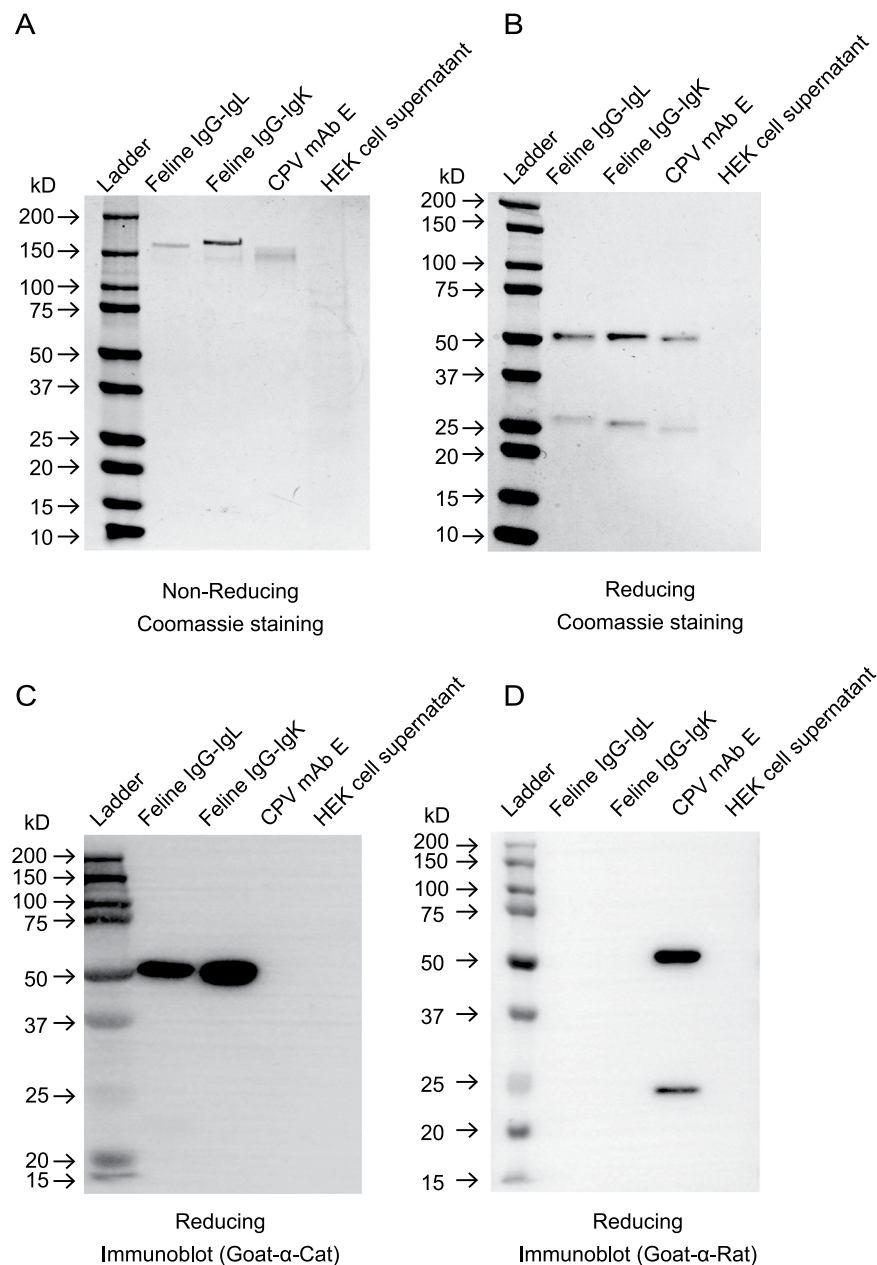 A
kD
Ladder
Feline IgG-IgL
Feline IgG-IgK
CPV mAb E
HEK cell supernatant
200→
150→
100→
75→
50→
37→
25→
20→
15→
10→
Non-Reducing
Coomassie staining
B
kD
Ladder
Feline IgG-IgL
Feline IgG-IgK
CPV mAb E
HEK cell supernatant
200→
150→
100→
75→
50→
37→
25→
20→
15→
10→
Reducing
Coomassie staining
C
kD
Ladder
Feline IgG-IgL
Feline IgG-IgK
CPV mAb E
HEK cell supernatant
200→
150→
100→
75→
50→
37→
25→
20→
15→
Reducing
Immunoblot (Goat-α-Cat)
D
kD
Ladder
Feline IgG-IgL
Feline IgG-IgK
CPV mAb E
HEK cell supernatant
200→
150→
100→
75→
50→
37→
25→
20→
15→
Reducing
Immunoblot (Goat-α-Rat)